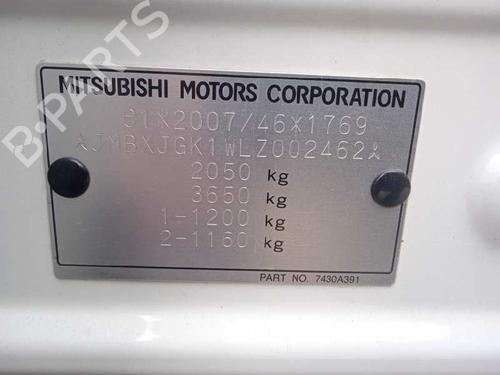 B-PARTS
MITSUBISHI MOTORS CORPORATION
e1*2007/46*1769
*JMBXJGK1WLZ002462*
2050 kg
3650 kg
1-1200 kg
2-1160 kg
PART NO. 7430A391